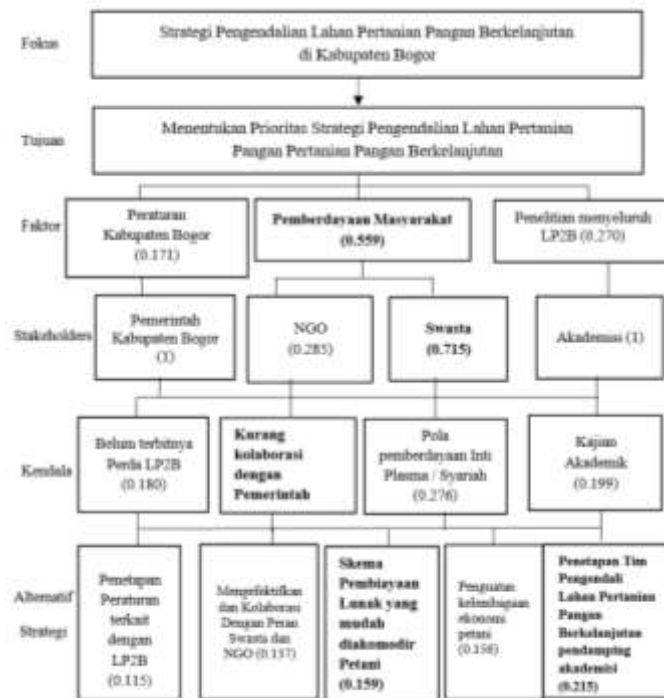 Fokus
Strategi Pengendalian Lahan Pertanian Pangan Berkelanjutan
di Kabupaten Bogor
Tujuan
Menentukan Prioritas Strategi Pengendalian Lahan Pertanian
Pangan Pertanian Pangan Berkelanjutan
Faktor
Peraturan
Kabupaten Bogor
(0.171)
Pemberdayaan Masyarakat
(0.559)
Penelitian menyeluruh
LP2B (0.270)
Stakeholders
Pemerintah
Kabupaten Bogor
(1)
NGO
(0.285)
Swasta
(0.715)
Akademisi (1)
Kendala
Belum terbitnya
Perda LP2B
(0.180)
Kurang
kolaborasi
dengan
Pemerintah
Pola
pemberdayaan Inti
Plasma / Syariah
(0.276)
Kajian
Akademik
(0.199)
Alternatif
Strategi
Penetapan
Peraturan
terkait
dengan
LP2B
(0.115)
Mengefektifkan
dan Kolaborasi
Dengan Peran
Swasta dan
NGO (0.157)
Skema
Pembiayaan
Lunak yang
mudah
diakomodir
Petani
(0.159)
Penguatan
kelembagaan
ekonomi
petani
(0.158)
Penetapan Tim
Pengendali
Lahan Pertanian
Pangan
Berkelanjutan
pendamping
akademisi
(0.215)